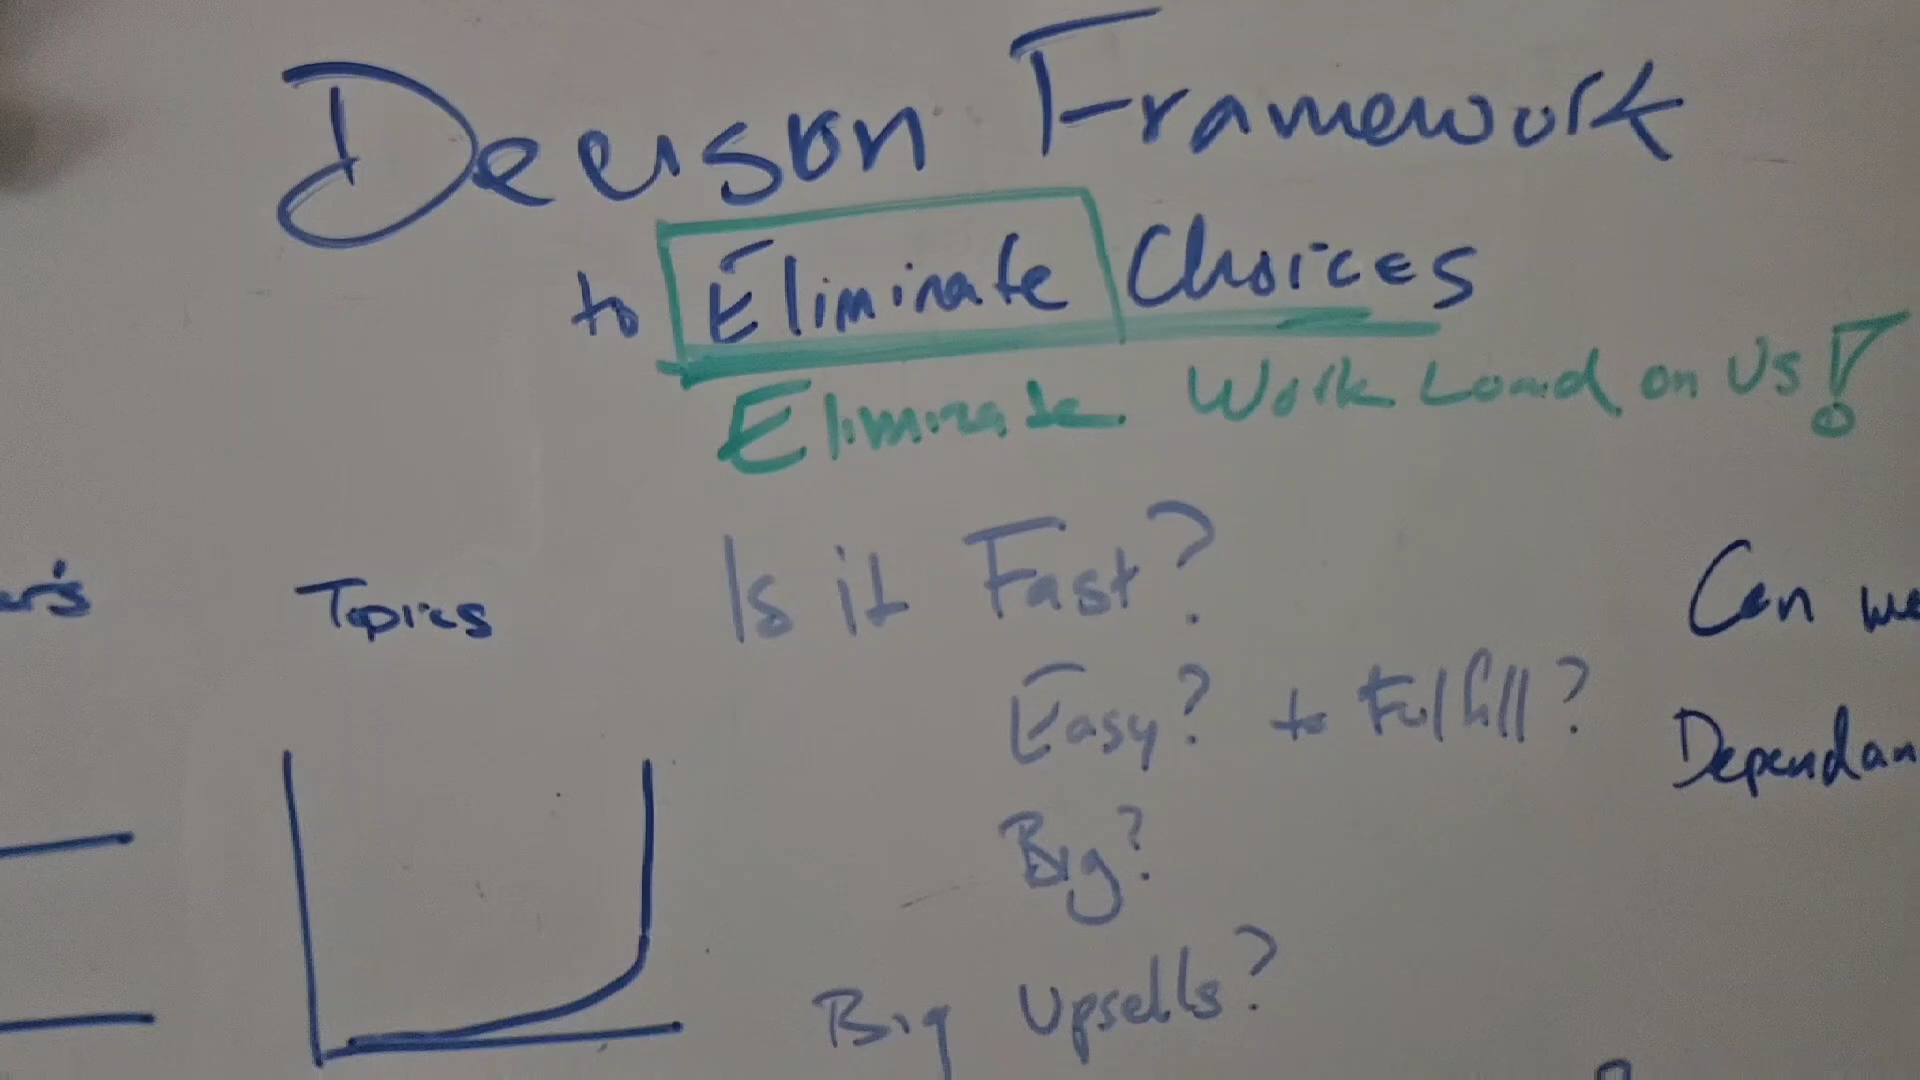 Decision Framework
to Eliminate Choices
Eliminate Work Load on Us!
Is it Fast?
Topics
Can we
Easy? to Fulfill?
Dependan
Big?
Big Upsells?